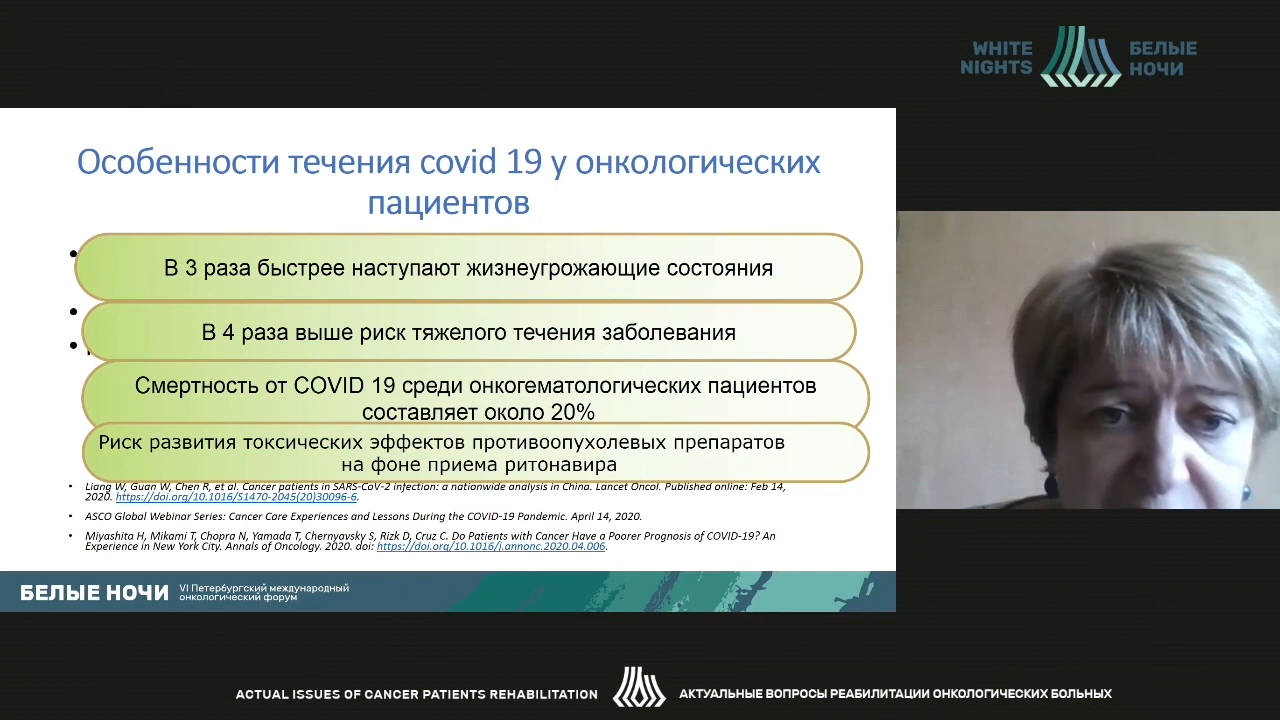 WHITE
NIGHTS
БЕЛЫЕ
НОЧИ
Особенности течения covid 19 у онкологических
пациентов
В 3 раза быстрее наступают жизнеугрожающие состояния
В 4 раза выше риск тяжелого течения заболевания
Смертность от COVID 19 среди онкогематологических пациентов
составляет около 20%
Риск развития токсических эффектов противоопухолевых препаратов
на фоне приема ритонавира
• Liang W, Guan W, Chen R, et al. Cancer patients in SARS-CoV-2 infection: a nationwide analysis in China. Lancet Oncol. Published online: Feb 14,
2020. https://doi.org/10.1016/S1470-2045(20)30096-6.
• ASCO Global Webinar Series: Cancer Care Experiences and Lessons During the COVID-19 Pandemic. April 14, 2020.
• Miyashita H, Mikami T, Chopra N, Yamada T, Chernyavsky S, Rizk D, Cruz C. Do Patients with Cancer Have a Poorer Prognosis of COVID-19? An
Experience in New York City. Annals of Oncology. 2020. doi: https://doi.org/10.1016/j.annonc.2020.04.006.
БЕЛЫЕ НОЧИ
VI Петербургский международный
онкологический форум
ACTUAL ISSUES OF CANCER PATIENTS REHABILITATION
АКТУАЛЬНЫЕ ВОПРОСЫ РЕАБИЛИТАЦИИ ОНКОЛОГИЧЕСКИХ БОЛЬНЫХ